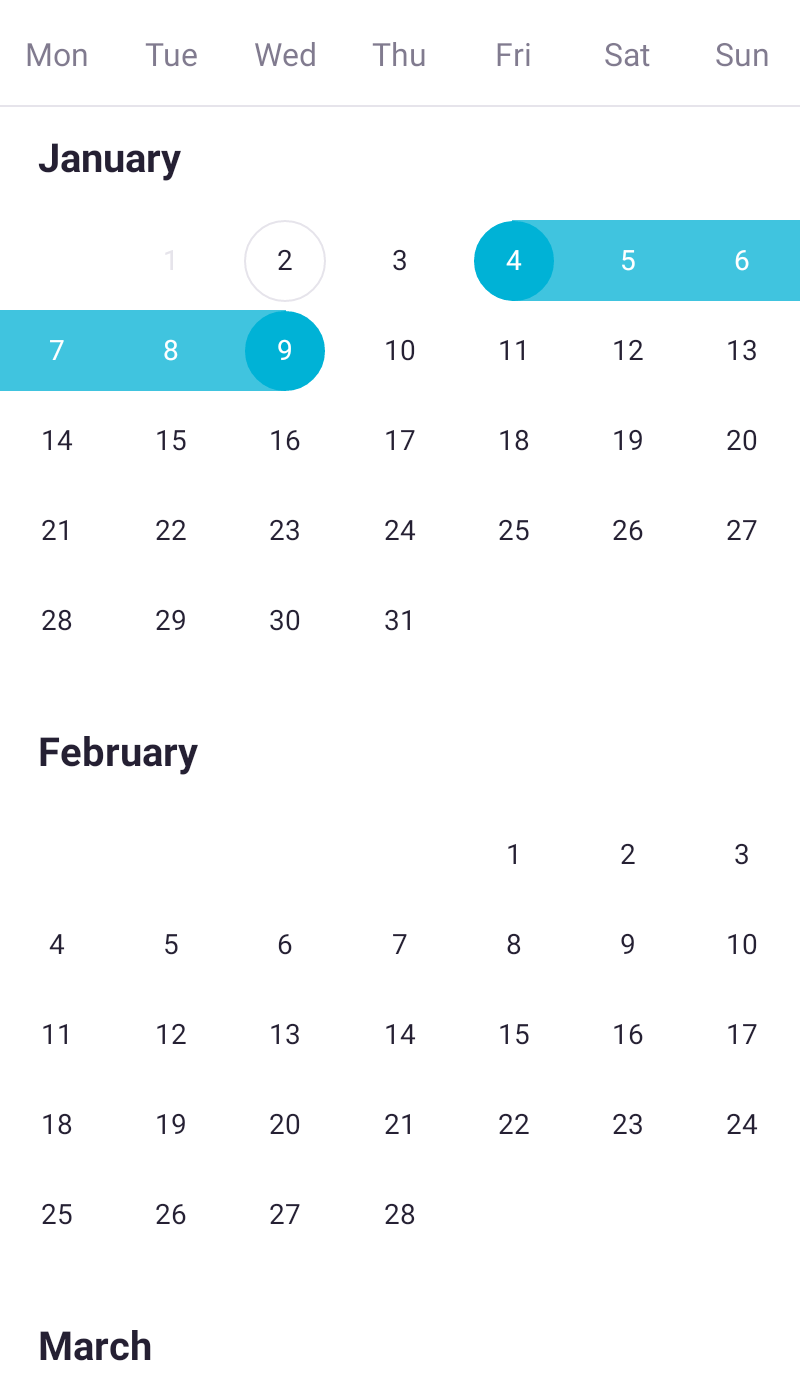 Mon Tue Wed Thu Fri Sat Sun
January
1 2 3 4 5 6
7 8 9 10 11 12 13
14 15 16 17 18 19 20
21 22 23 24 25 26 27
28 29 30 31
February
1 2 3
4 5 6 7 8 9 10
11 12 13 14 15 16 17
18 19 20 21 22 23 24
25 26 27 28
March